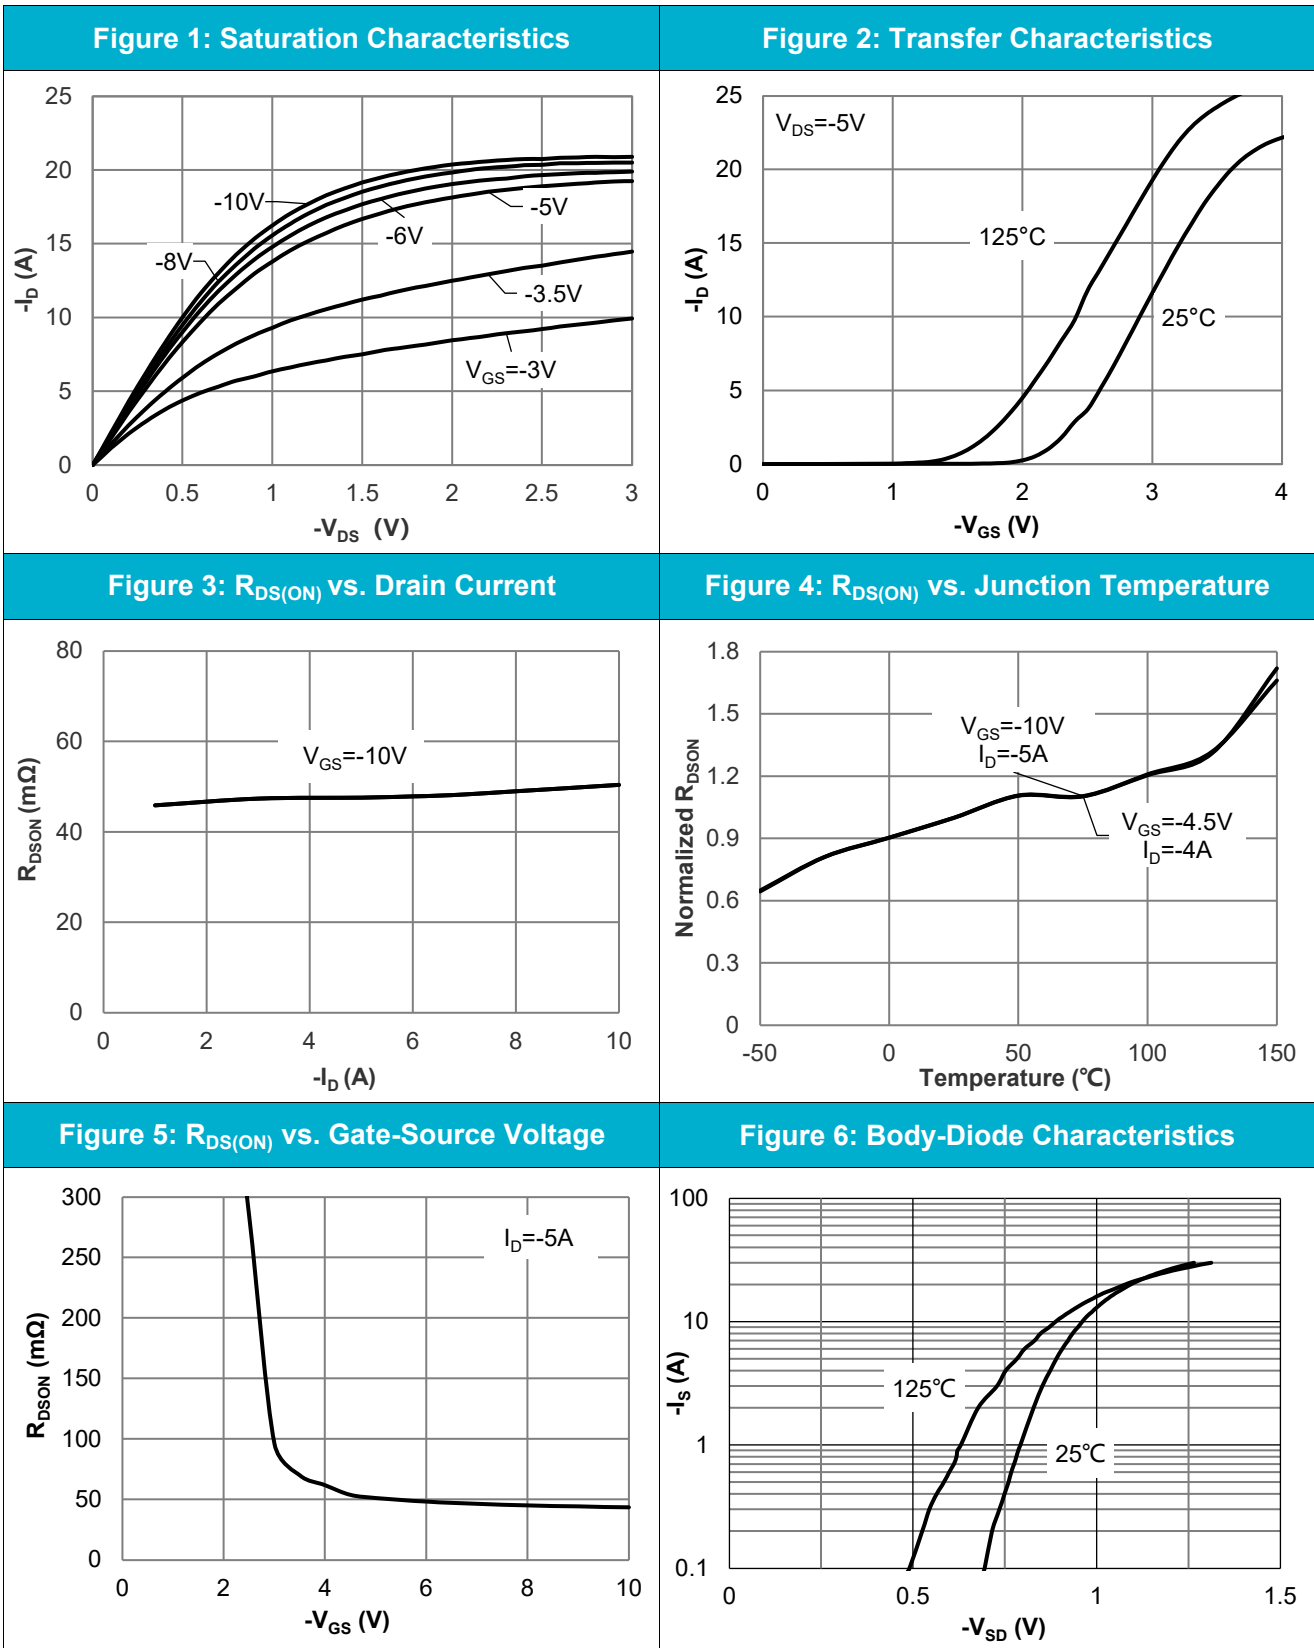 Figure 1: Saturation Characteristics
25
20
15
10
5
0
-I_D (A)
-10V
-8V
-6V
-5V
-3.5V
V_GS=-3V
0 0.5 1 1.5 2 2.5 3
-V_DS (V)
Figure 2: Transfer Characteristics
25
20
15
10
5
0
-I_D (A)
V_DS=-5V
125°C
25°C
0 1 2 3 4
-V_GS (V)
Figure 3: R_DS(ON) vs. Drain Current
80
60
40
20
0
R_DSON (mΩ)
V_GS=-10V
0 2 4 6 8 10
-I_D (A)
Figure 4: R_DS(ON) vs. Junction Temperature
1.8
1.5
1.2
0.9
0.6
0.3
0
Normalized R_DSON
V_GS=-10V
I_D=-5A
V_GS=-4.5V
I_D=-4A
-50 0 50 100 150
Temperature (℃)
Figure 5: R_DS(ON) vs. Gate-Source Voltage
300
250
200
150
100
50
0
R_DSON (mΩ)
I_D=-5A
0 2 4 6 8 10
-V_GS (V)
Figure 6: Body-Diode Characteristics
100
10
1
0.1
-I_S (A)
125℃
25℃
0 0.5 1 1.5
-V_SD (V)